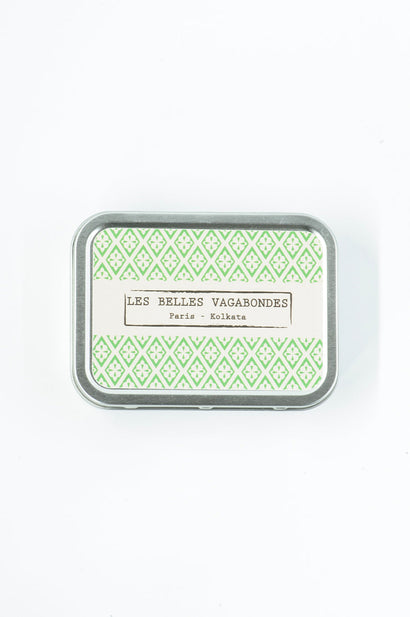 LES BELLES VAGABONDES
Paris - Kolkata